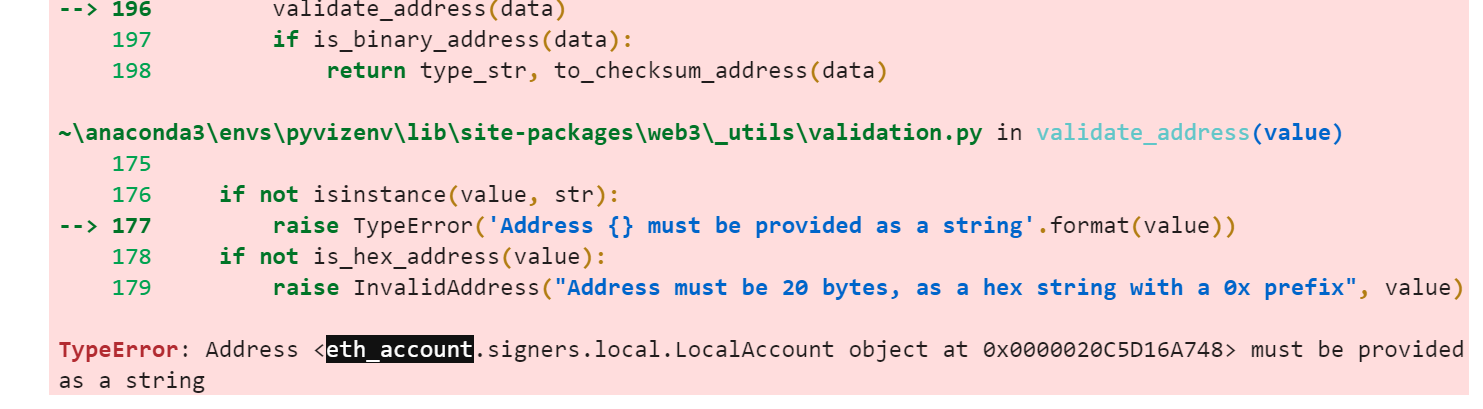 --> 196         validate_address(data)
    197         if is_binary_address(data):
    198             return type_str, to_checksum_address(data)
~\anaconda3\envs\pyvizenv\lib\site-packages\web3\_utils\validation.py in validate_address(value)
    175
    176     if not isinstance(value, str):
--> 177         raise TypeError('Address {} must be provided as a string'.format(value))
    178     if not is_hex_address(value):
    179         raise InvalidAddress("Address must be 20 bytes, as a hex string with a 0x prefix", value)
TypeError: Address <eth_account.signers.local.LocalAccount object at 0x0000020C5D16A748> must be provided
as a string